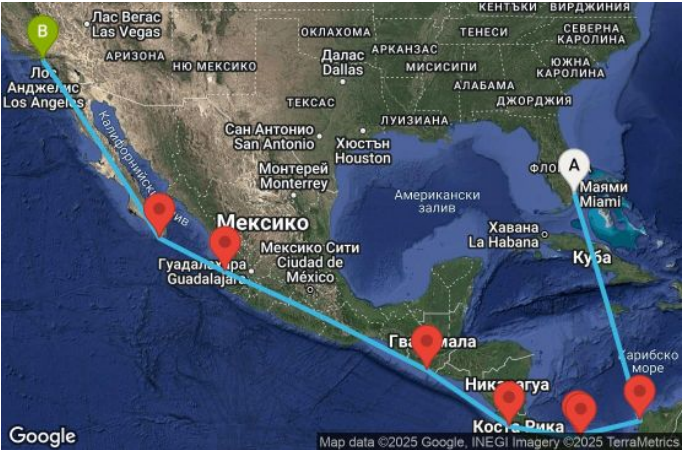 КЕНТЪКИ
ВИРДЖИНИЯ
Лас Вегас
Las Vegas
ОКЛАХОМА
ТЕНЕСИ
СЕВЕРНА
КАРОЛИНА
АРИЗОНА
НЮ МЕКСИКО
Далас
Dallas
АРКАНЗАС
МИСИСИПИ
ЮЖНА
КАРОЛИНА
B
Лос
Анджелис
Los Angeles
АЛАБАМА
ТЕКСАС
ДЖОРДЖИЯ
ЛУИЗИАНА
Калифорнийски
Сан Антонио
San Antonio
Хюстън
Houston
Монтерей
Monterrey
A
Маями
Miami
Американски
залив
Мексико
Хавана
La Habana
Куба
Гуадалахара
Guadalajara
Мексико Сити
Ciudad de
México
Карибско
море
Никарагуа
Коста Рика
Google
Map data ©2025 Google, INEGI Imagery ©2025 TerraMetrics